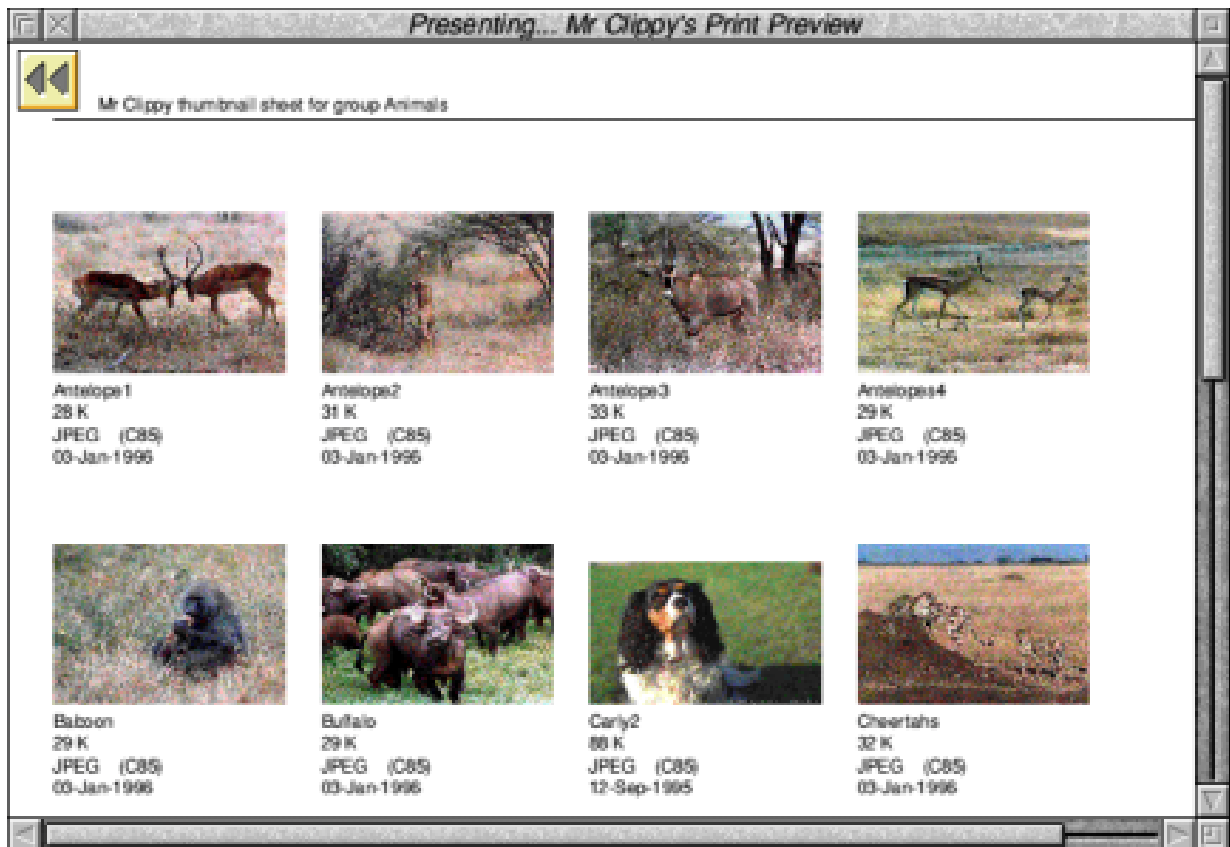 Presenting... Mr Clippy's Print Preview
Mr Clippy thumbnail sheet for group Animals
Antelope1
28 K
JPEG (C85)
03-Jan-1996
Antelope2
31 K
JPEG (C85)
03-Jan-1996
Antelope3
33 K
JPEG (C85)
03-Jan-1996
Antelopes4
29 K
JPEG (C85)
03-Jan-1996
Baboon
29 K
JPEG (C85)
03-Jan-1996
Buffalo
29 K
JPEG (C85)
03-Jan-1996
Carly2
88 K
JPEG (C85)
12-Sep-1995
Cheertahs
32 K
JPEG (C85)
03-Jan-1996